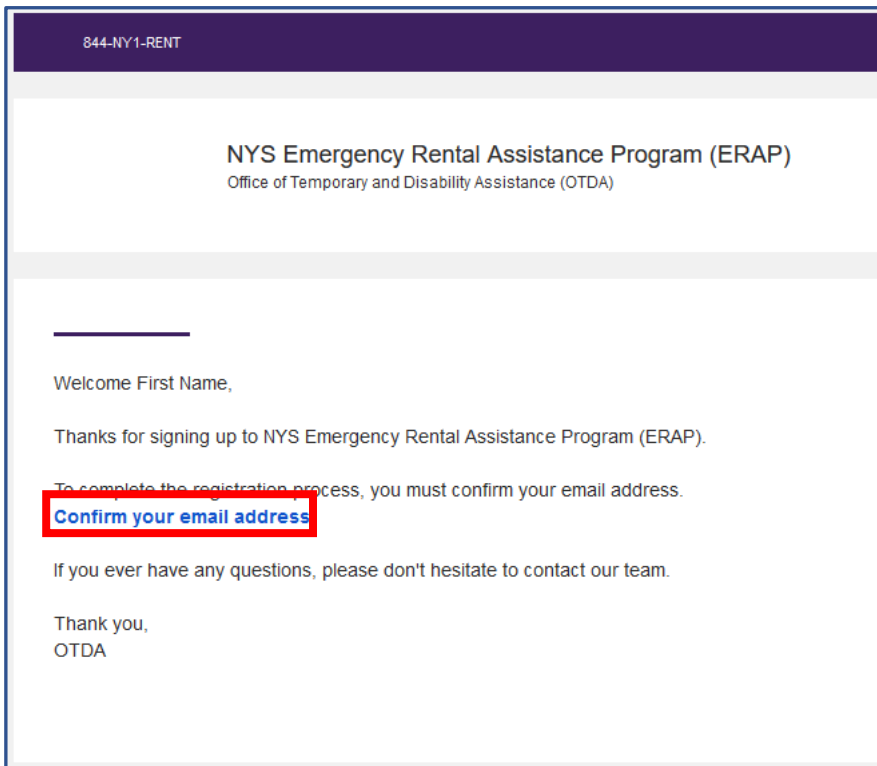 844-NY1-RENT
NYS Emergency Rental Assistance Program (ERAP)
Office of Temporary and Disability Assistance (OTDA)
Welcome First Name,
Thanks for signing up to NYS Emergency Rental Assistance Program (ERAP).
To complete the registration process, you must confirm your email address.
Confirm your email address
If you ever have any questions, please don't hesitate to contact our team.
Thank you,
OTDA